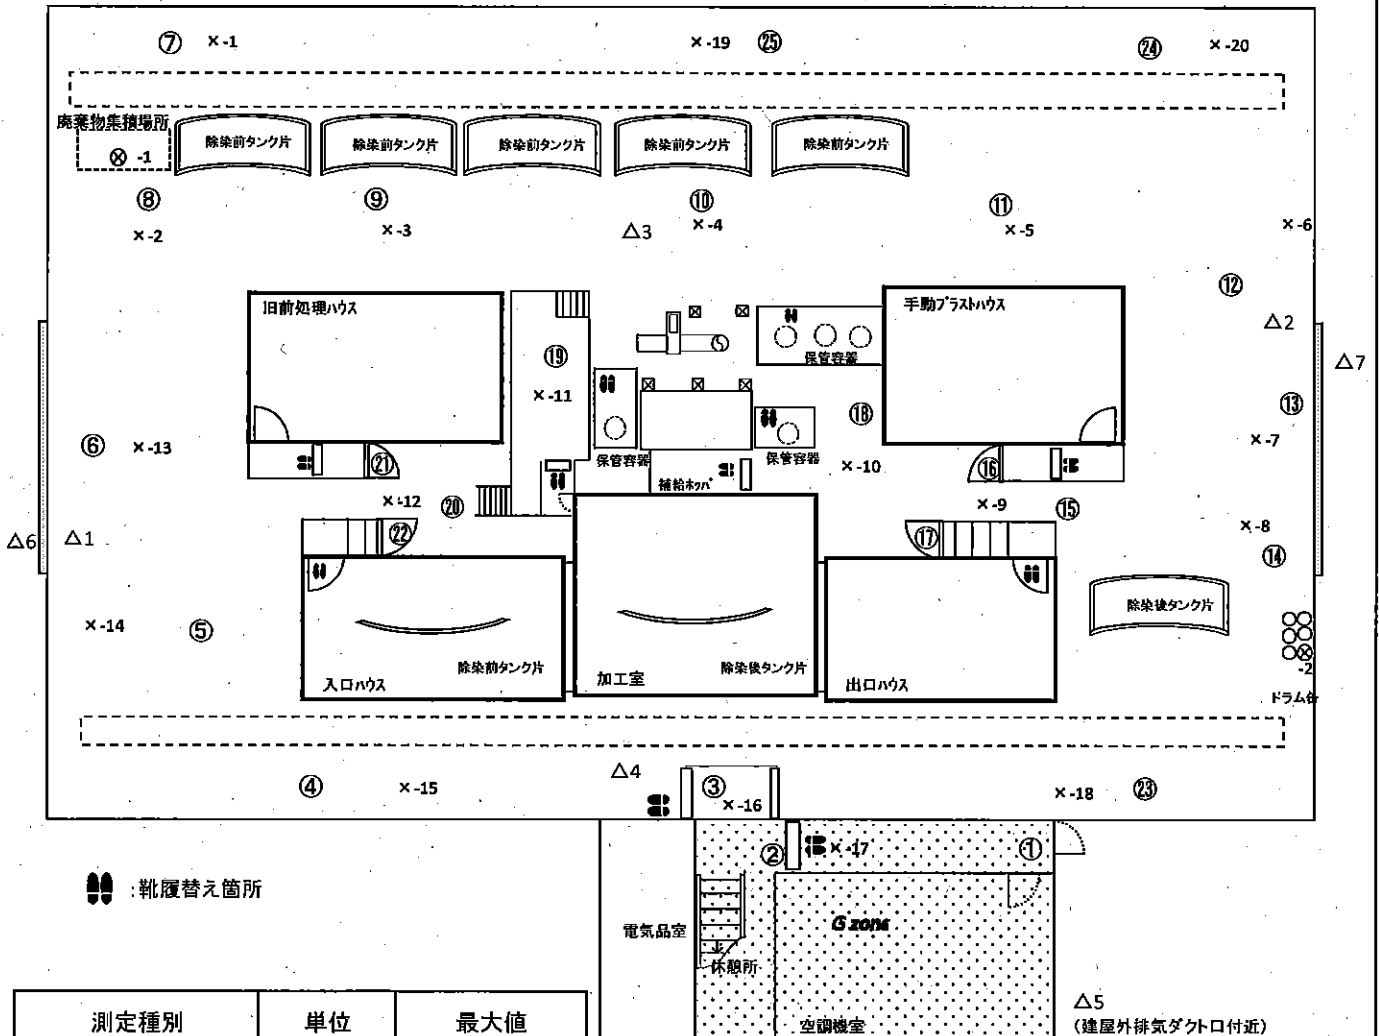 ⑦ ×-1 ×-19 ㉕ ㉔ ×-20
廃棄物集積場所
⊗ -1
除染前タンク片 除染前タンク片 除染前タンク片 除染前タンク片 除染前タンク片
⑧ ⑨ ⑩ ⑪
×-2 ×-3 △3 ×-4 ×-5 ×-6
⑫
旧前処理ハウス
手動ブラストハウス
△2
保管容器
⑲
△7
×-11
⑱
⑬
⑥ ×-13
×-7
㉑
保管容器
保管容器
×-10
⑯
補給ホッパ
×-12 ⑳
×-9 ⑮
×-8
△6 △1
㉒
⑰
⑭
除染後タンク片
×-14 ⑤
除染前タンク片
入口ハウス
加工室
除染後タンク片
出口ハウス
-2
ドラム缶
④ ×-15 △4 ③ ×-16 ×-18 ㉓
② ×-17 ①
:靴履替え箇所
電気品室
G zone
休憩所
空調機室
△5
(建屋外排気ダクト口付近)
測定種別 単位 最大値